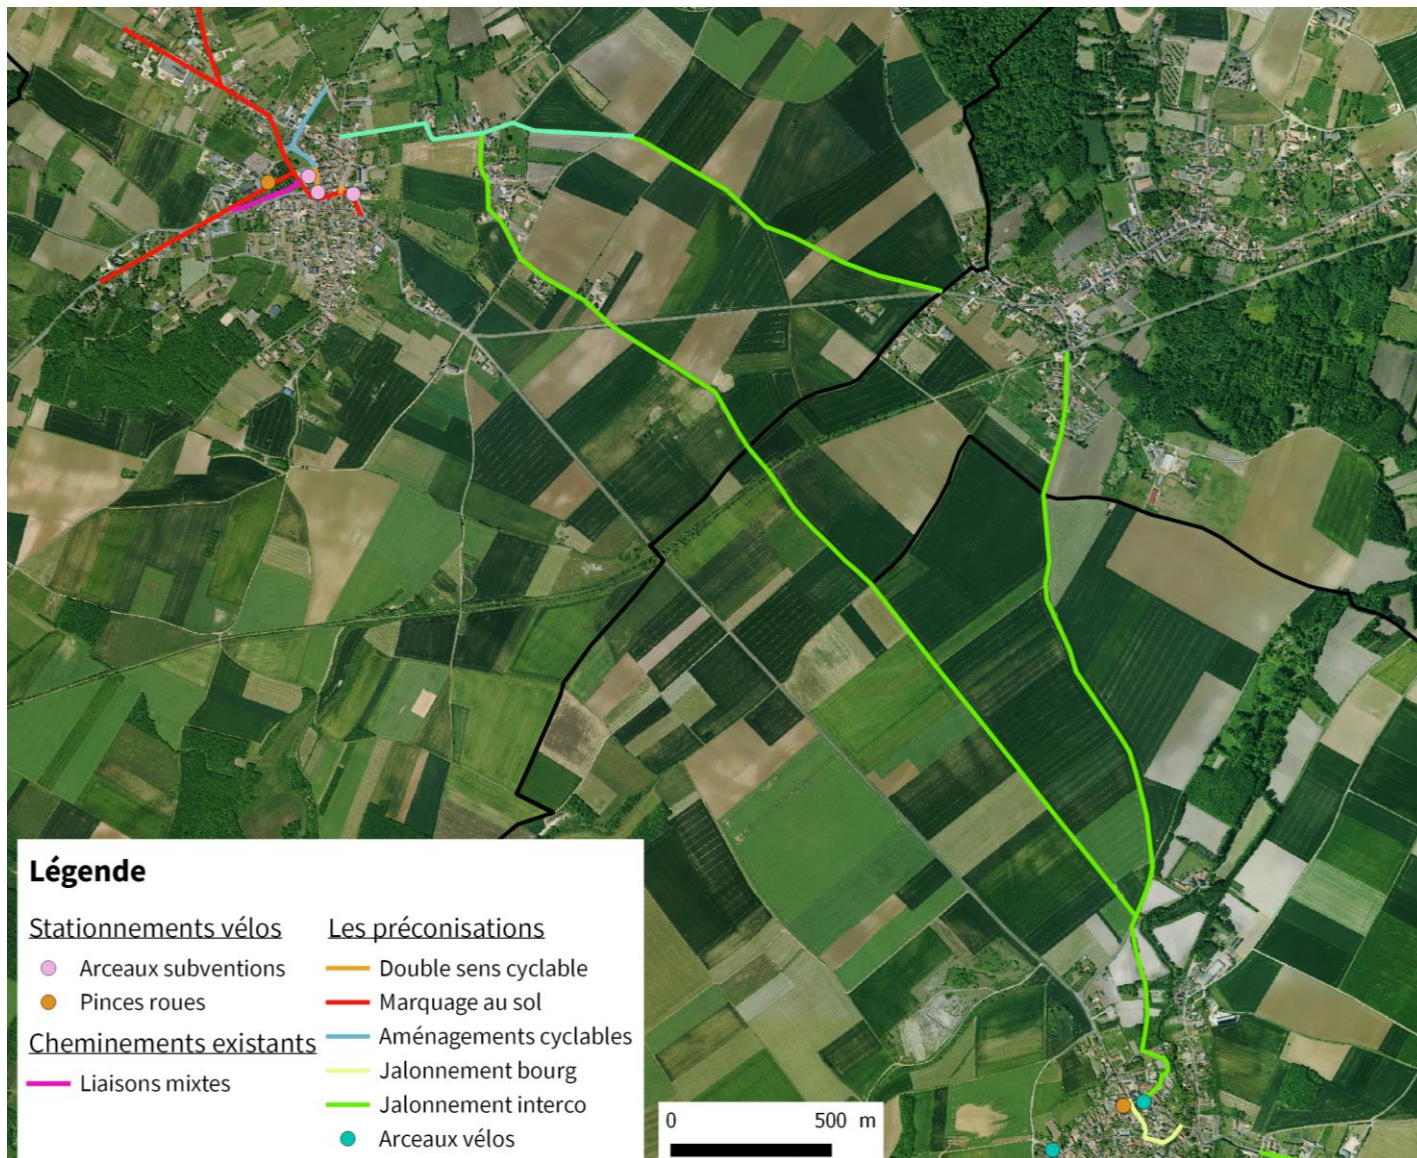 Légende
Stationnements vélos
Arceaux subventions
Pinces roues
Cheminements existants
Liaisons mixtes
Les préconisations
Double sens cyclable
Marquage au sol
Aménagements cyclables
Jalonnement bourg
Jalonnement interco
Arceaux vélos
0 500 m